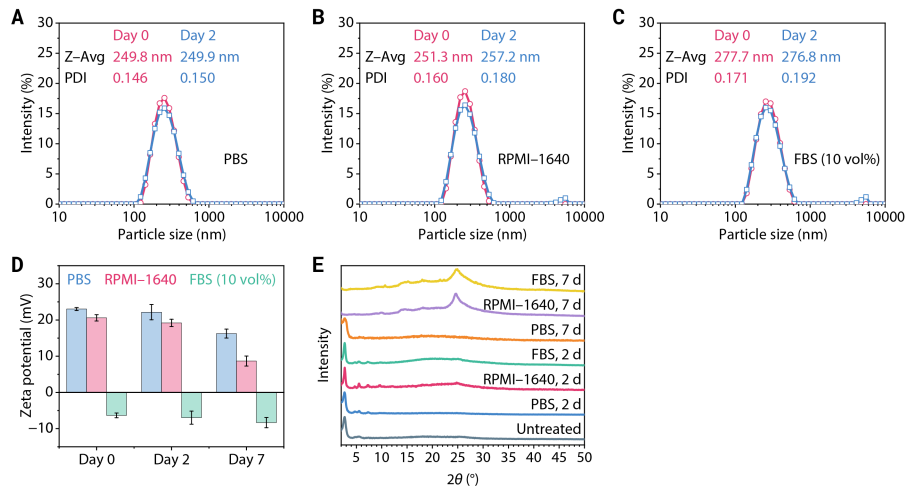 A
30
25
20
15
10
5
0
Intensity (%)
Day 0 Day 2
Z–Avg 249.8 nm 249.9 nm
PDI 0.146 0.150
PBS
10 100 1000 10000
Particle size (nm)
B
30
25
20
15
10
5
0
Intensity (%)
Day 0 Day 2
Z–Avg 251.3 nm 257.2 nm
PDI 0.160 0.180
RPMI–1640
10 100 1000 10000
Particle size (nm)
C
30
25
20
15
10
5
0
Intensity (%)
Day 0 Day 2
Z–Avg 277.7 nm 276.8 nm
PDI 0.171 0.192
FBS (10 vol%)
10 100 1000 10000
Particle size (nm)
D
30
20
10
0
−10
Zeta potential (mV)
PBS RPMI–1640 FBS (10 vol%)
Day 0 Day 2 Day 7
E
Intensity
FBS, 7 d
RPMI–1640, 7 d
PBS, 7 d
FBS, 2 d
RPMI–1640, 2 d
PBS, 2 d
Untreated
5 10 15 20 25 30 35 40 45 50
2θ (°)